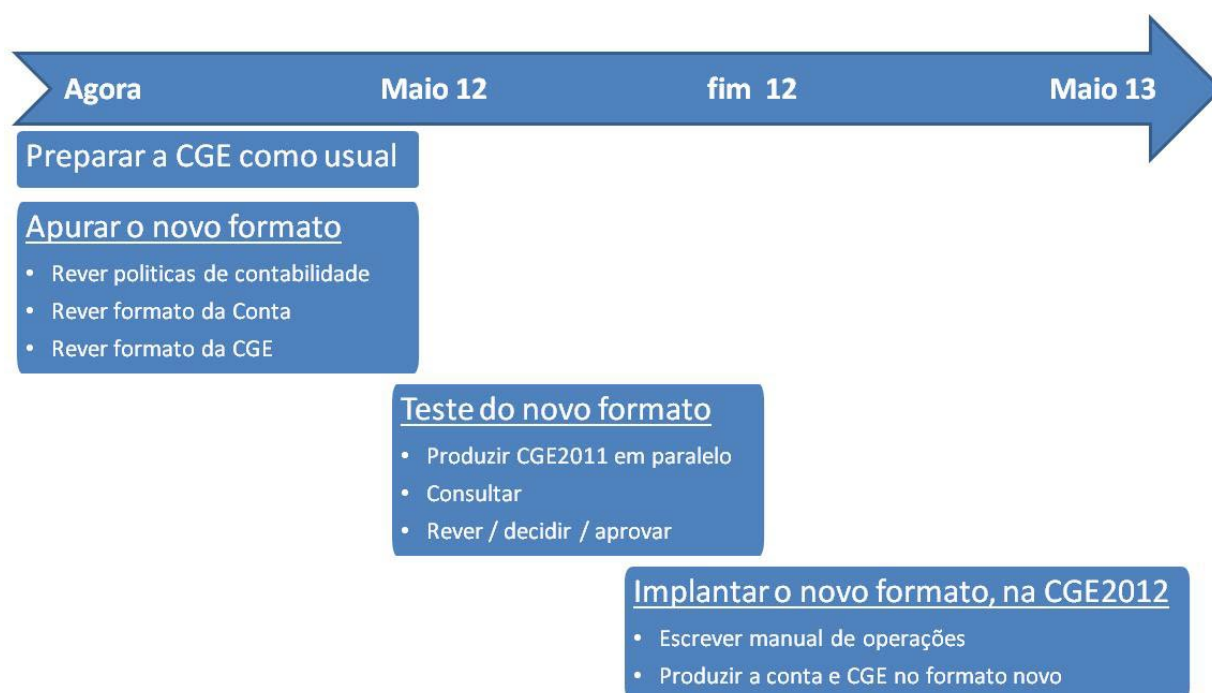 Agora Maio 12 fim 12 Maio 13
Preparar a CGE como usual
Apurar o novo formato
• Rever politicas de contabilidade
• Rever formato da Conta
• Rever formato da CGE
Teste do novo formato
• Produzir CGE2011 em paralelo
• Consultar
• Rever / decidir / aprovar
Implantar o novo formato, na CGE2012
• Escrever manual de operações
• Produzir a conta e CGE no formato novo